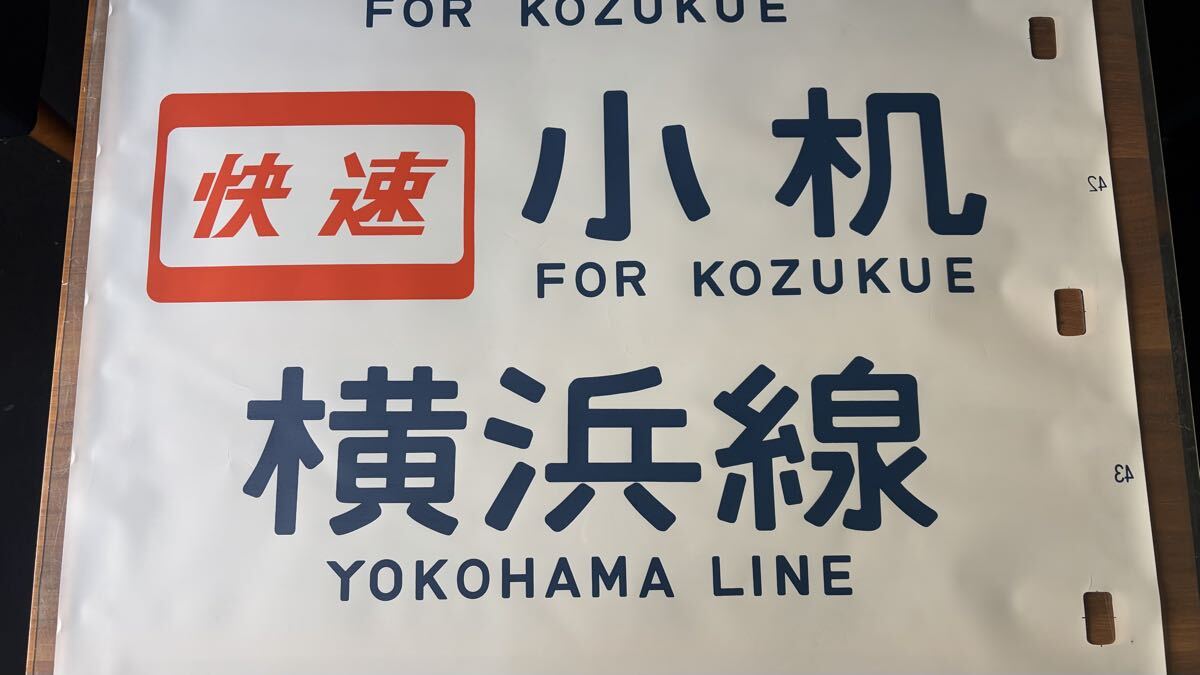 FOR KOZUKUE
快速 小机
42
FOR KOZUKUE
横浜線
43
YOKOHAMA LINE